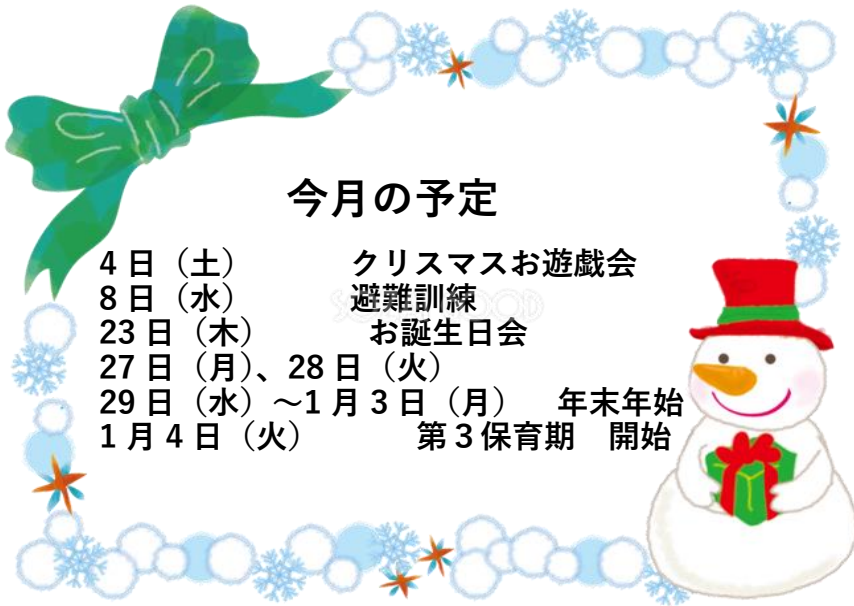 今月の予定
4日（土）　　　クリスマスお遊戯会
8日（水）　　　避難訓練
23日（木）　　　お誕生日会
27日（月）、28日（火）
29日（水）～1月3日（月）　年末年始
1月4日（火）　　　第３保育期　開始